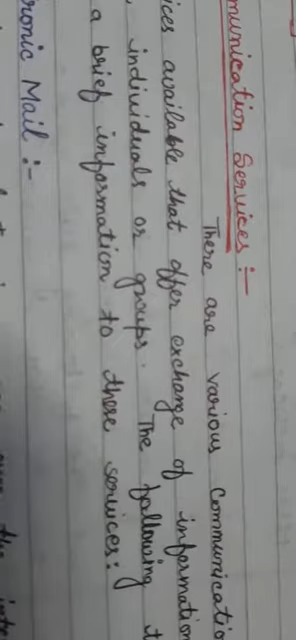 munication Services :-
There are various Communicatio
ices available that offer exchange of information
individuals or groups. The following t
a brief information to these services:
ronic Mail :-